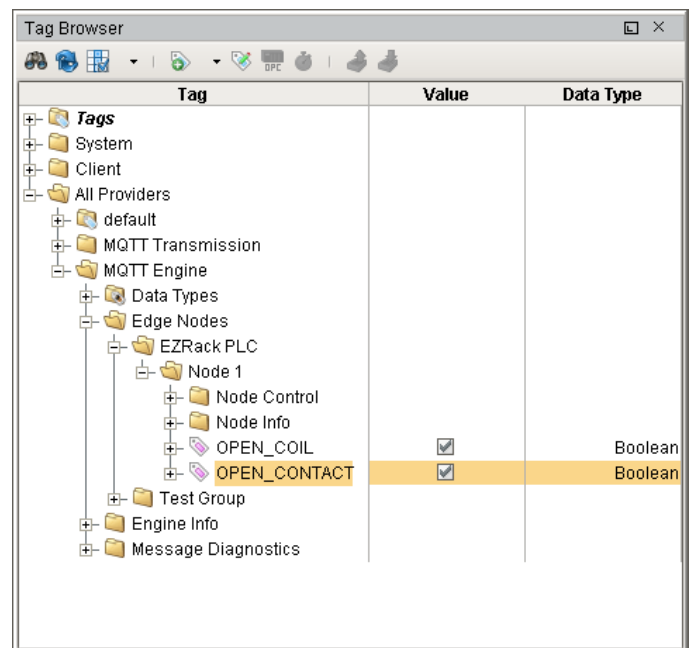 Tag Browser
OPC
Tag Value Data Type
Tags
System
Client
All Providers
default
MQTT Transmission
MQTT Engine
Data Types
Edge Nodes
EZRack PLC
Node 1
Node Control
Node Info
OPEN_COIL Boolean
OPEN_CONTACT Boolean
Test Group
Engine Info
Message Diagnostics